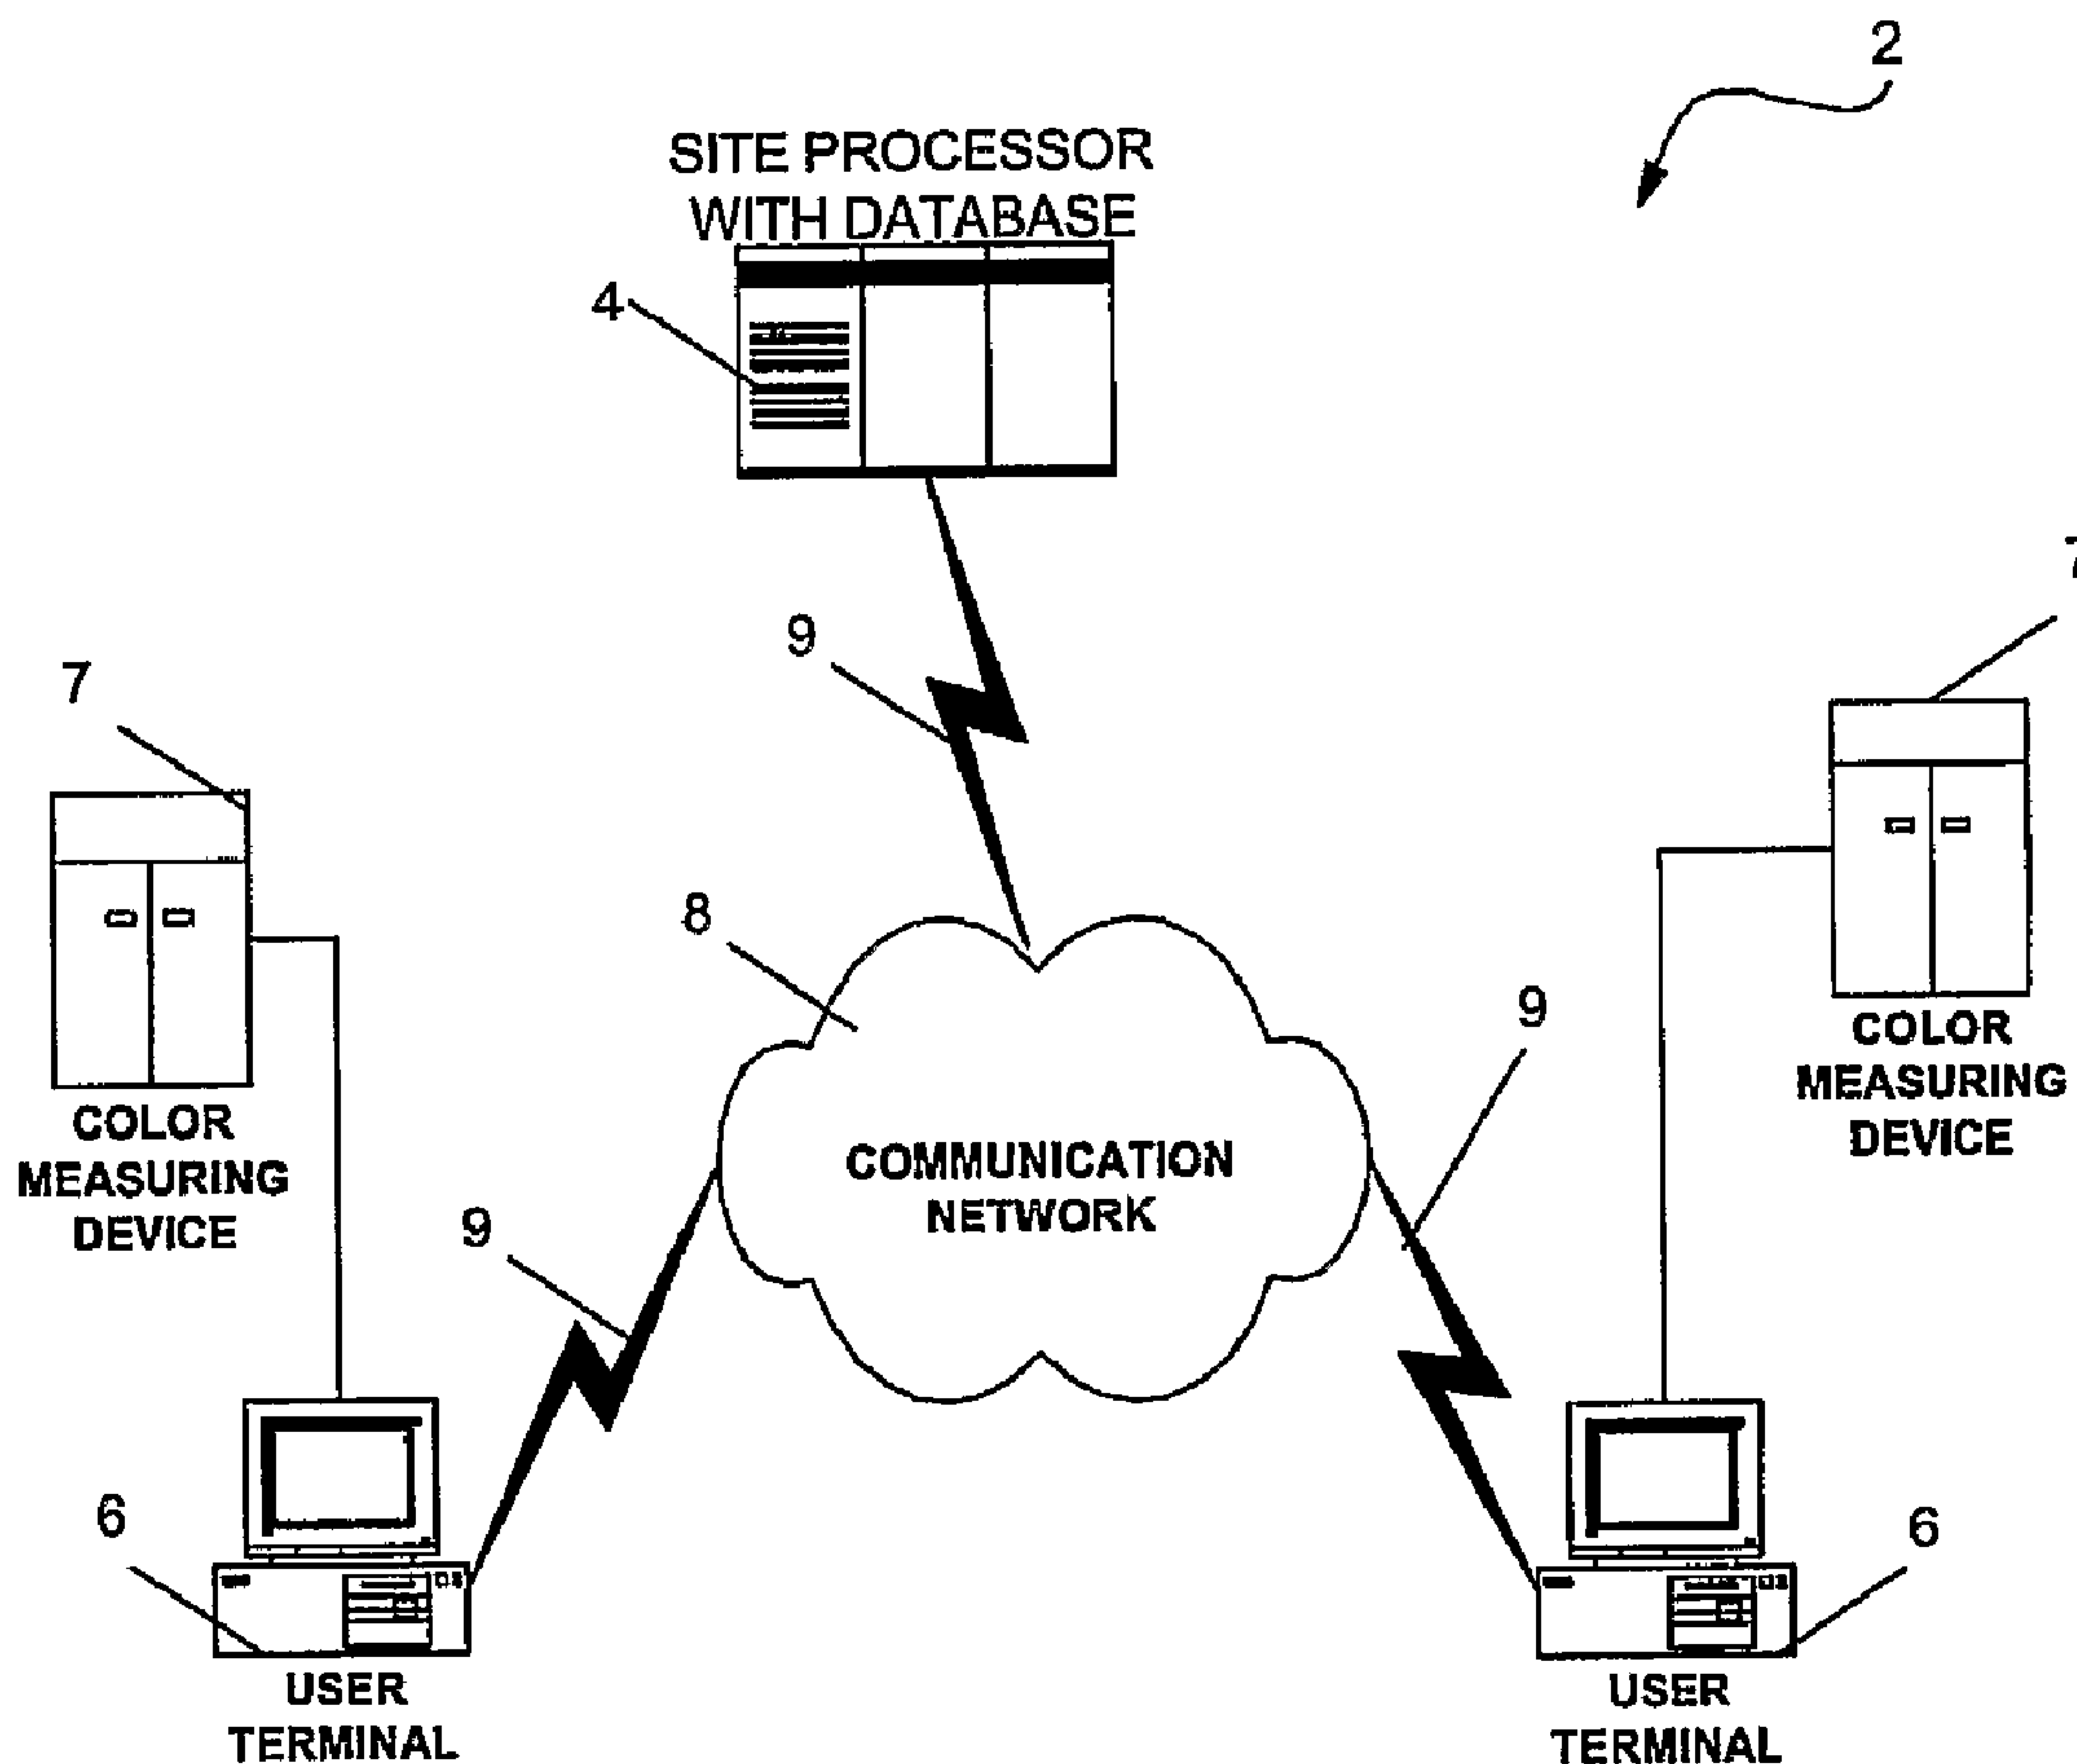 2
SITE PROCESSOR
WITH DATABASE
4
9
7
7
COLOR
MEASURING
DEVICE
8
9
COLOR
MEASURING
DEVICE
COMMUNICATION
NETWORK
9
6
USER
TERMINAL
6
USER
TERMINAL